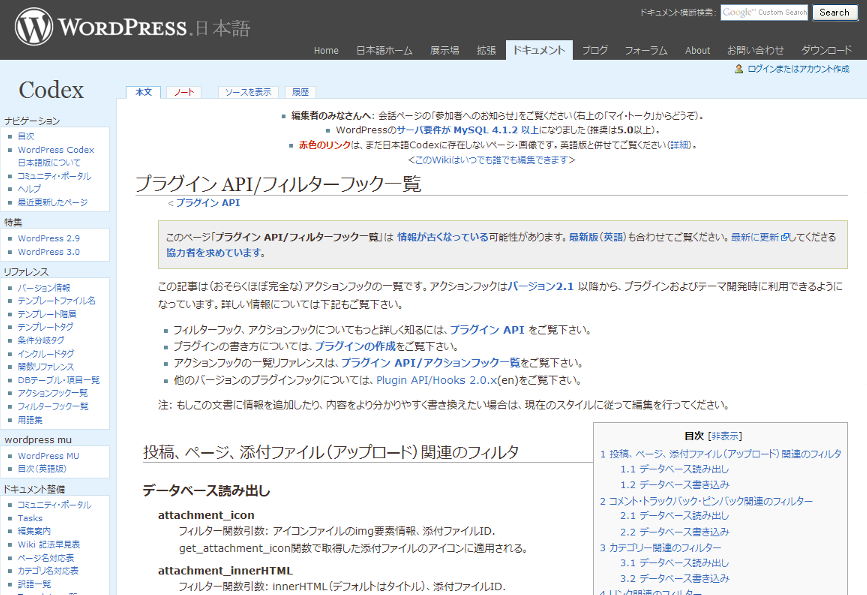 WORDPRESS.日本語
ドキュメント横断検索:
Google Custom Search
Search
Home 日本語ホーム 展示場 拡張 ドキュメント ブログ フォーラム About お問い合わせ ダウンロード
ログインまたはアカウント作成
Codex
本文 ノート ソースを表示 履歴
ナビゲーション
目次
WordPress Codex
日本語版について
コミュニティ・ポータル
ヘルプ
最近更新したページ
特集
WordPress 2.9
WordPress 3.0
リファレンス
バージョン情報
テンプレートファイル名
テンプレート階層
テンプレートタグ
条件分岐タグ
インクルードタグ
関数リファレンス
DBテーブル・項目一覧
アクションフック一覧
フィルターフック一覧
用語集
wordpress mu
WordPress MU
目次(英語版)
ドキュメント整備
コミュニティ・ポータル
Tasks
編集案内
Wiki 記法早見表
ページ名対応表
カテゴリ名対応表
訳語一覧
編集者のみなさんへ: 会話ページの「参加者へのお知らせ」をご覧ください(右上の「マイ・トーク」からどうぞ)。
WordPressのサーバ要件が MySQL 4.1.2 以上になりました(推奨は5.0以上)。
赤色のリンクは、まだ日本語Codexに存在しないページ・画像です。英語版と併せてご覧ください(詳細)。
<このWikiはいつでも誰でも編集できます>
プラグイン API/フィルターフック一覧
< プラグイン API
このページ「プラグイン API/フィルターフック一覧」は 情報が古くなっている可能性があります。最新版(英語)も合わせてご覧ください。最新に更新してくださる
協力者を求めています。
この記事は(おそらくほぼ完全な)アクションフックの一覧です。アクションフックはバージョン2.1 以降から、プラグインおよびテーマ開発時に利用できるように
なっています。詳しい情報については下記もご覧下さい。
フィルターフック、アクションフックについてもっと詳しく知るには、プラグイン API をご覧下さい。
プラグインの書き方については、プラグインの作成をご覧下さい。
アクションフックの一覧リファレンスは、プラグイン API/アクションフック一覧をご覧下さい。
他のバージョンのプラグインフックについては、Plugin API/Hooks 2.0.x(en)をご覧下さい。
注: もしこの文書に情報を追加したり、内容をより分かりやすく書き換えたい場合は、現在のスタイルに従って編集を行ってください。
投稿、ページ、添付ファイル(アップロード)関連のフィルタ
データベース読み出し
attachment_icon
フィルター関数引数: アイコンファイルのimg要素情報、添付ファイルID.
get_attachment_icon関数で取得した添付ファイルのアイコンに適用される。
attachment_innerHTML
フィルター関数引数: innerHTML(デフォルトはタイトル)、添付ファイルID.
目次 [非表示]
1 投稿、ページ、添付ファイル(アップロード)関連のフィルタ
1.1 データベース読み出し
1.2 データベース書き込み
2 コメント・トラックバック・ピンバック関連のフィルター
2.1 データベース読み出し
2.2 データベース書き込み
3 カテゴリー関連のフィルター
3.1 データベース読み出し
3.2 データベース書き込み
4 リンク関連のフィルター